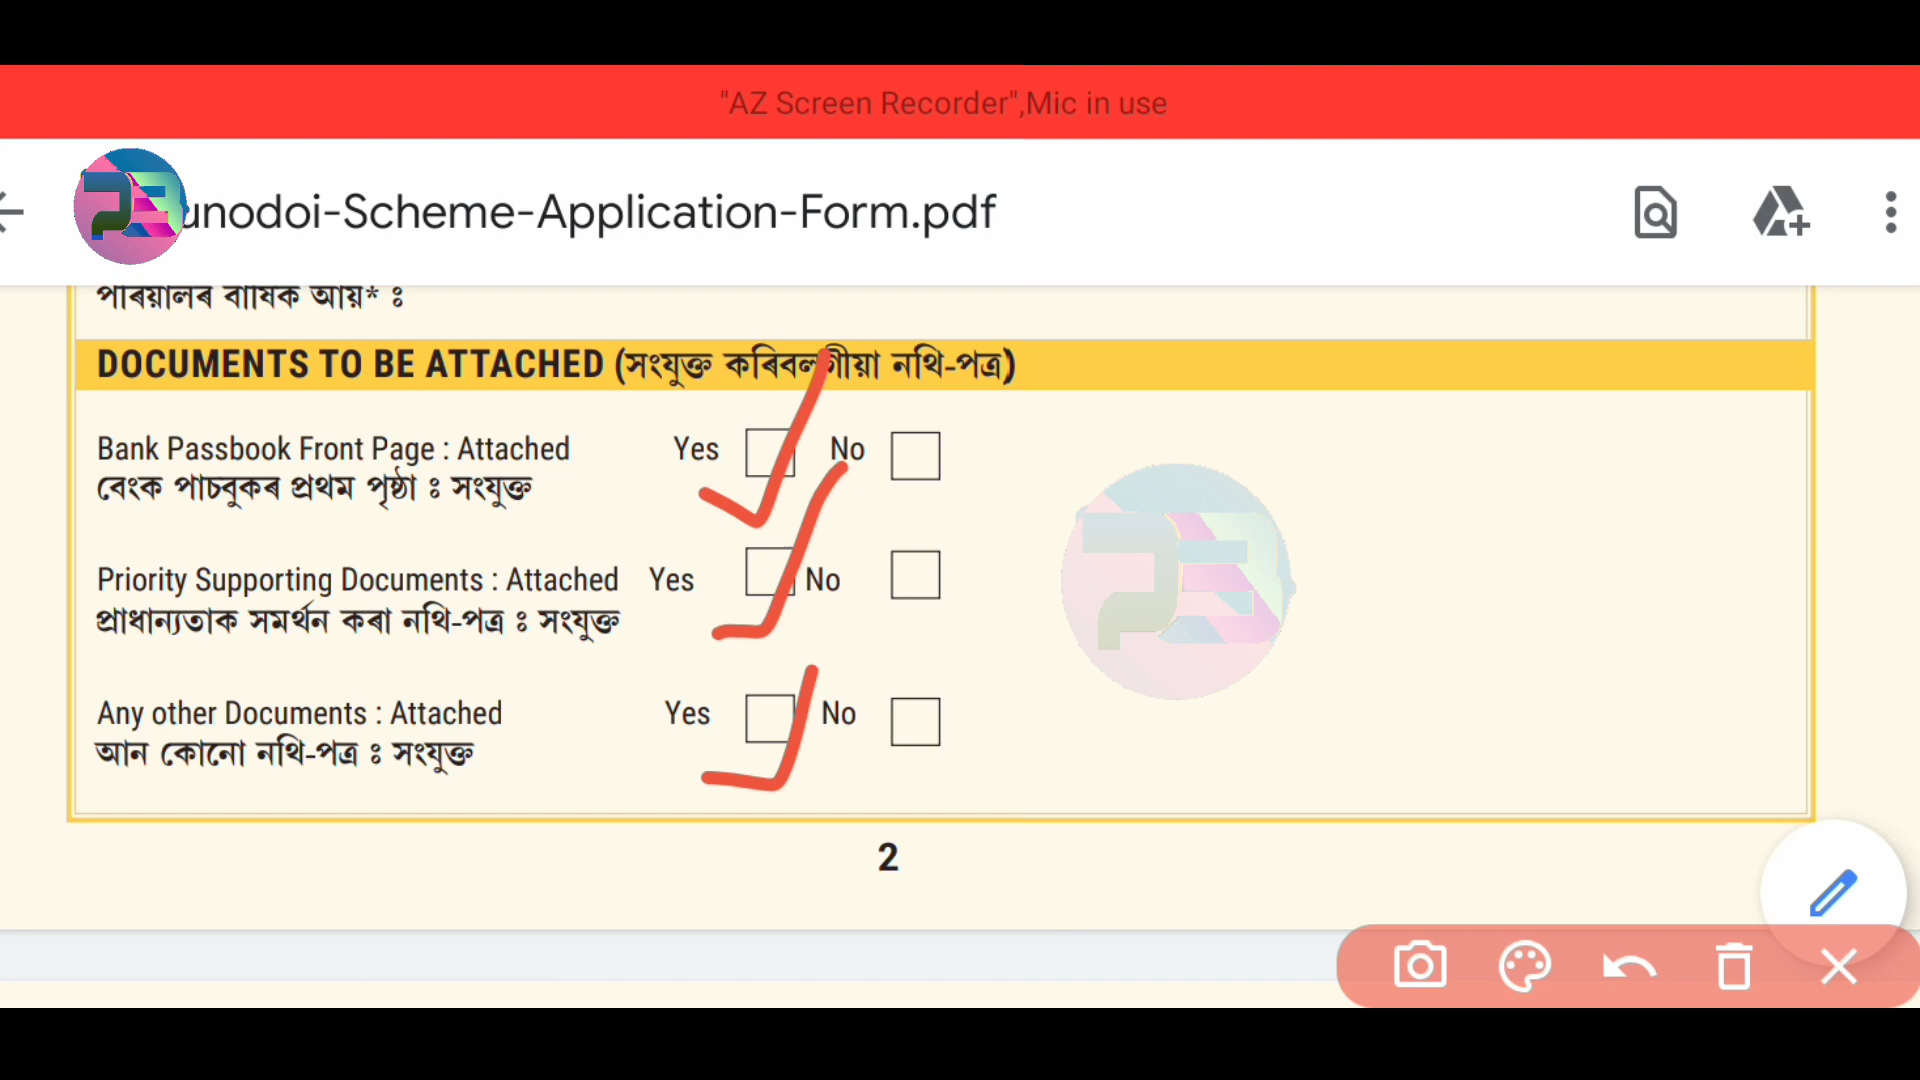 "AZ Screen Recorder",Mic in use
unodoi-Scheme-Application-Form.pdf
পৰিয়ালৰ বাৰ্ষিক আয়* ঃ
DOCUMENTS TO BE ATTACHED (সংযুক্ত কৰিবলগীয়া নথি-পত্ৰ)
Bank Passbook Front Page : Attached Yes No
বেংক পাচবুকৰ প্ৰথম পৃষ্ঠা ঃ সংযুক্ত
Priority Supporting Documents : Attached Yes No
প্ৰাধান্যতাক সমৰ্থন কৰা নথি-পত্ৰ ঃ সংযুক্ত
Any other Documents : Attached Yes No
আন কোনো নথি-পত্ৰ ঃ সংযুক্ত
2